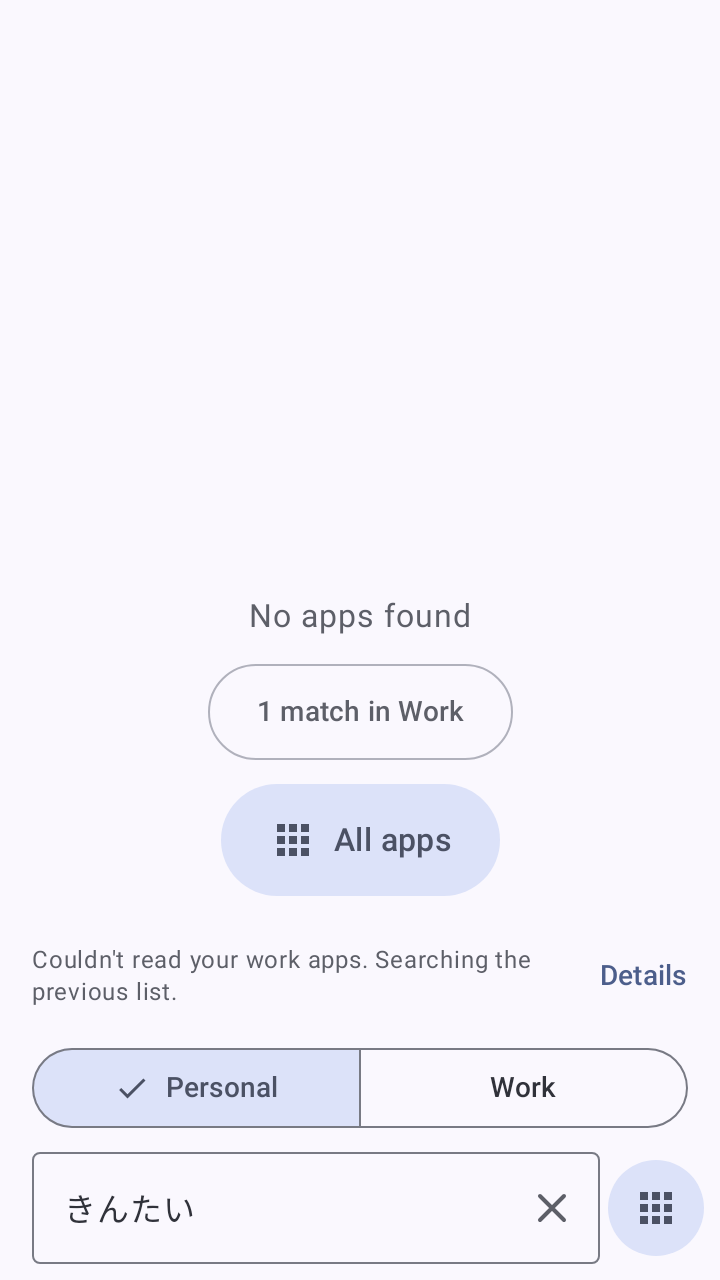 No apps found
1 match in Work
All apps
Couldn't read your work apps. Searching the
previous list.
Details
Personal
Work
きんたい